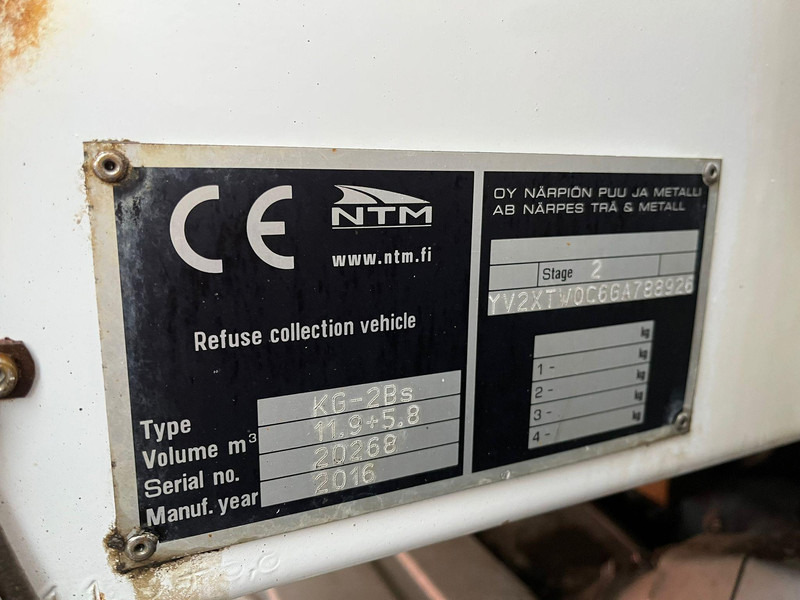 CE
NTM
www.ntm.fi
Refuse collection vehicle
Type KG-2Bs
Volume m³ 11.9+5.8
Serial no. 20268
Manuf. year 2016
OY NÄRPIÖN PUU JA METALLI
AB NÄRPES TRÄ & METALL
Stage 2
YV2XTW0C6GA788926
kg
1 - kg
2 - kg
3 - kg
4 -